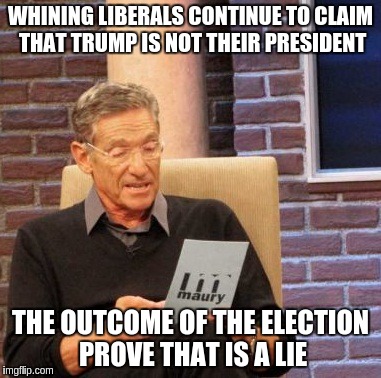 WHINING LIBERALS CONTINUE TO CLAIM
THAT TRUMP IS NOT THEIR PRESIDENT
maury
THE OUTCOME OF THE ELECTION
PROVE THAT IS A LIE
imgflip.com